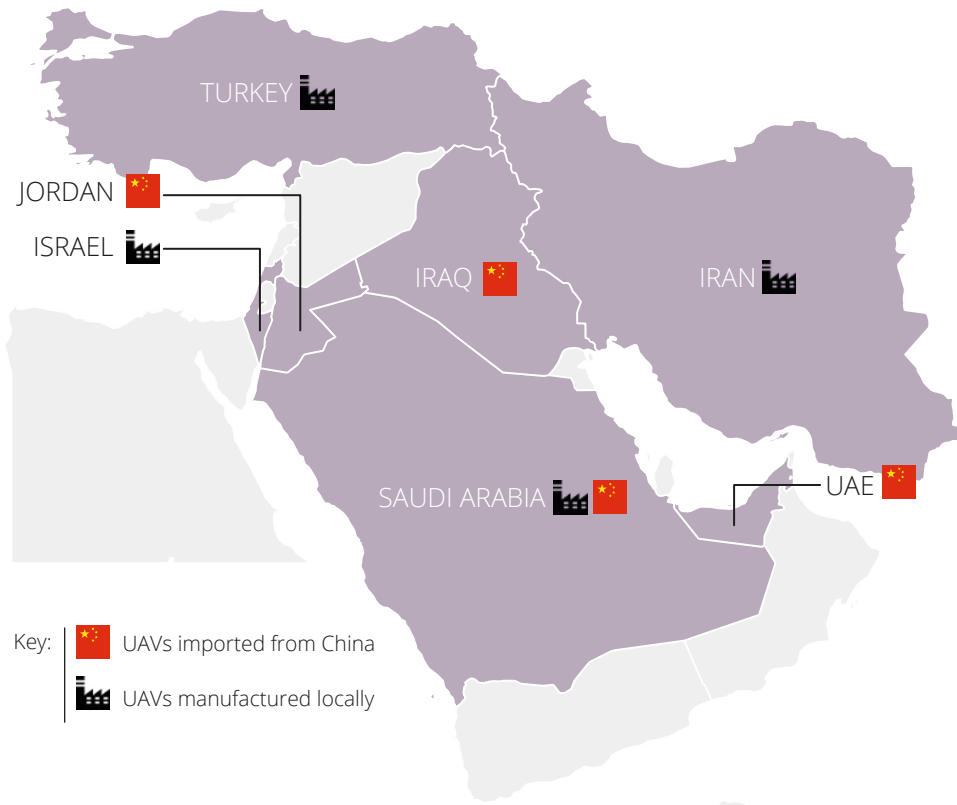 TURKEY
JORDAN
ISRAEL
IRAQ
IRAN
SAUDI ARABIA
UAE
Key:
UAVs imported from China
UAVs manufactured locally